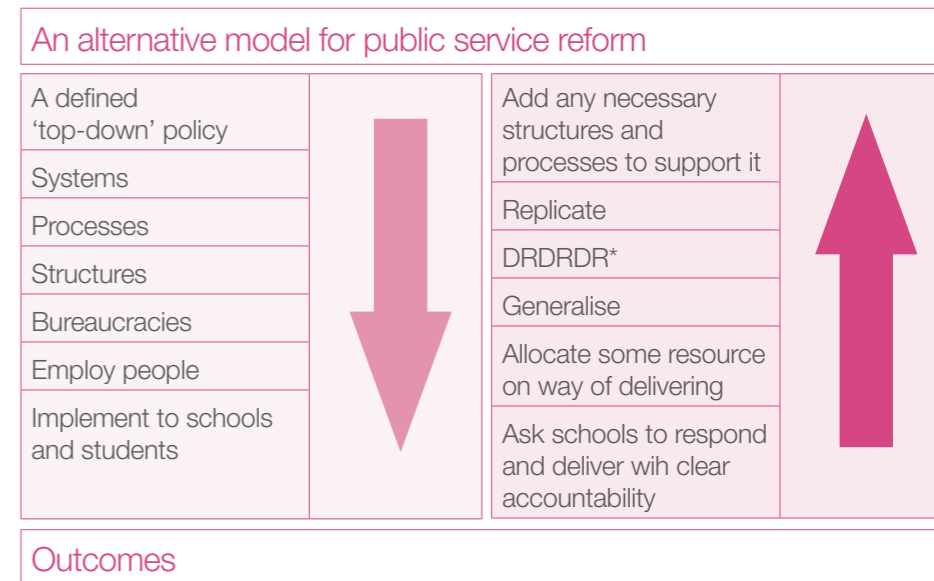 An alternative model for public service reform
A defined
‘top-down’ policy
Systems
Processes
Structures
Bureaucracies
Employ people
Implement to schools
and students
Add any necessary
structures and
processes to support it
Replicate
DRDRDR*
Generalise
Allocate some resource
on way of delivering
Ask schools to respond
and deliver wih clear
accountability
Outcomes